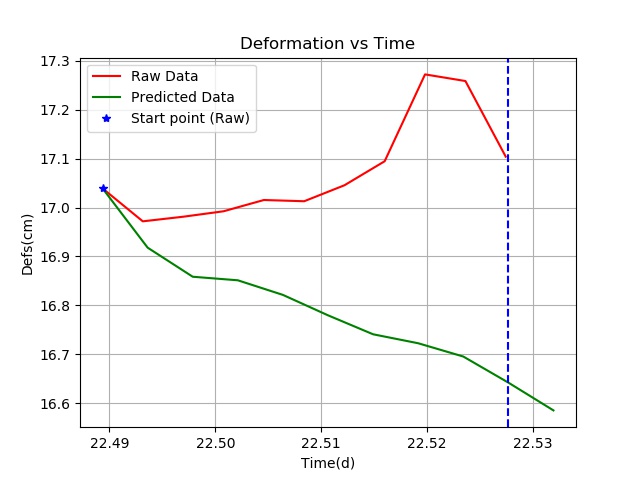 Deformation vs Time
Raw Data
Predicted Data
Start point (Raw)
17.3
17.2
17.1
17.0
16.9
16.8
16.7
16.6
Defs(cm)
22.49 22.50 22.51 22.52 22.53
Time(d)